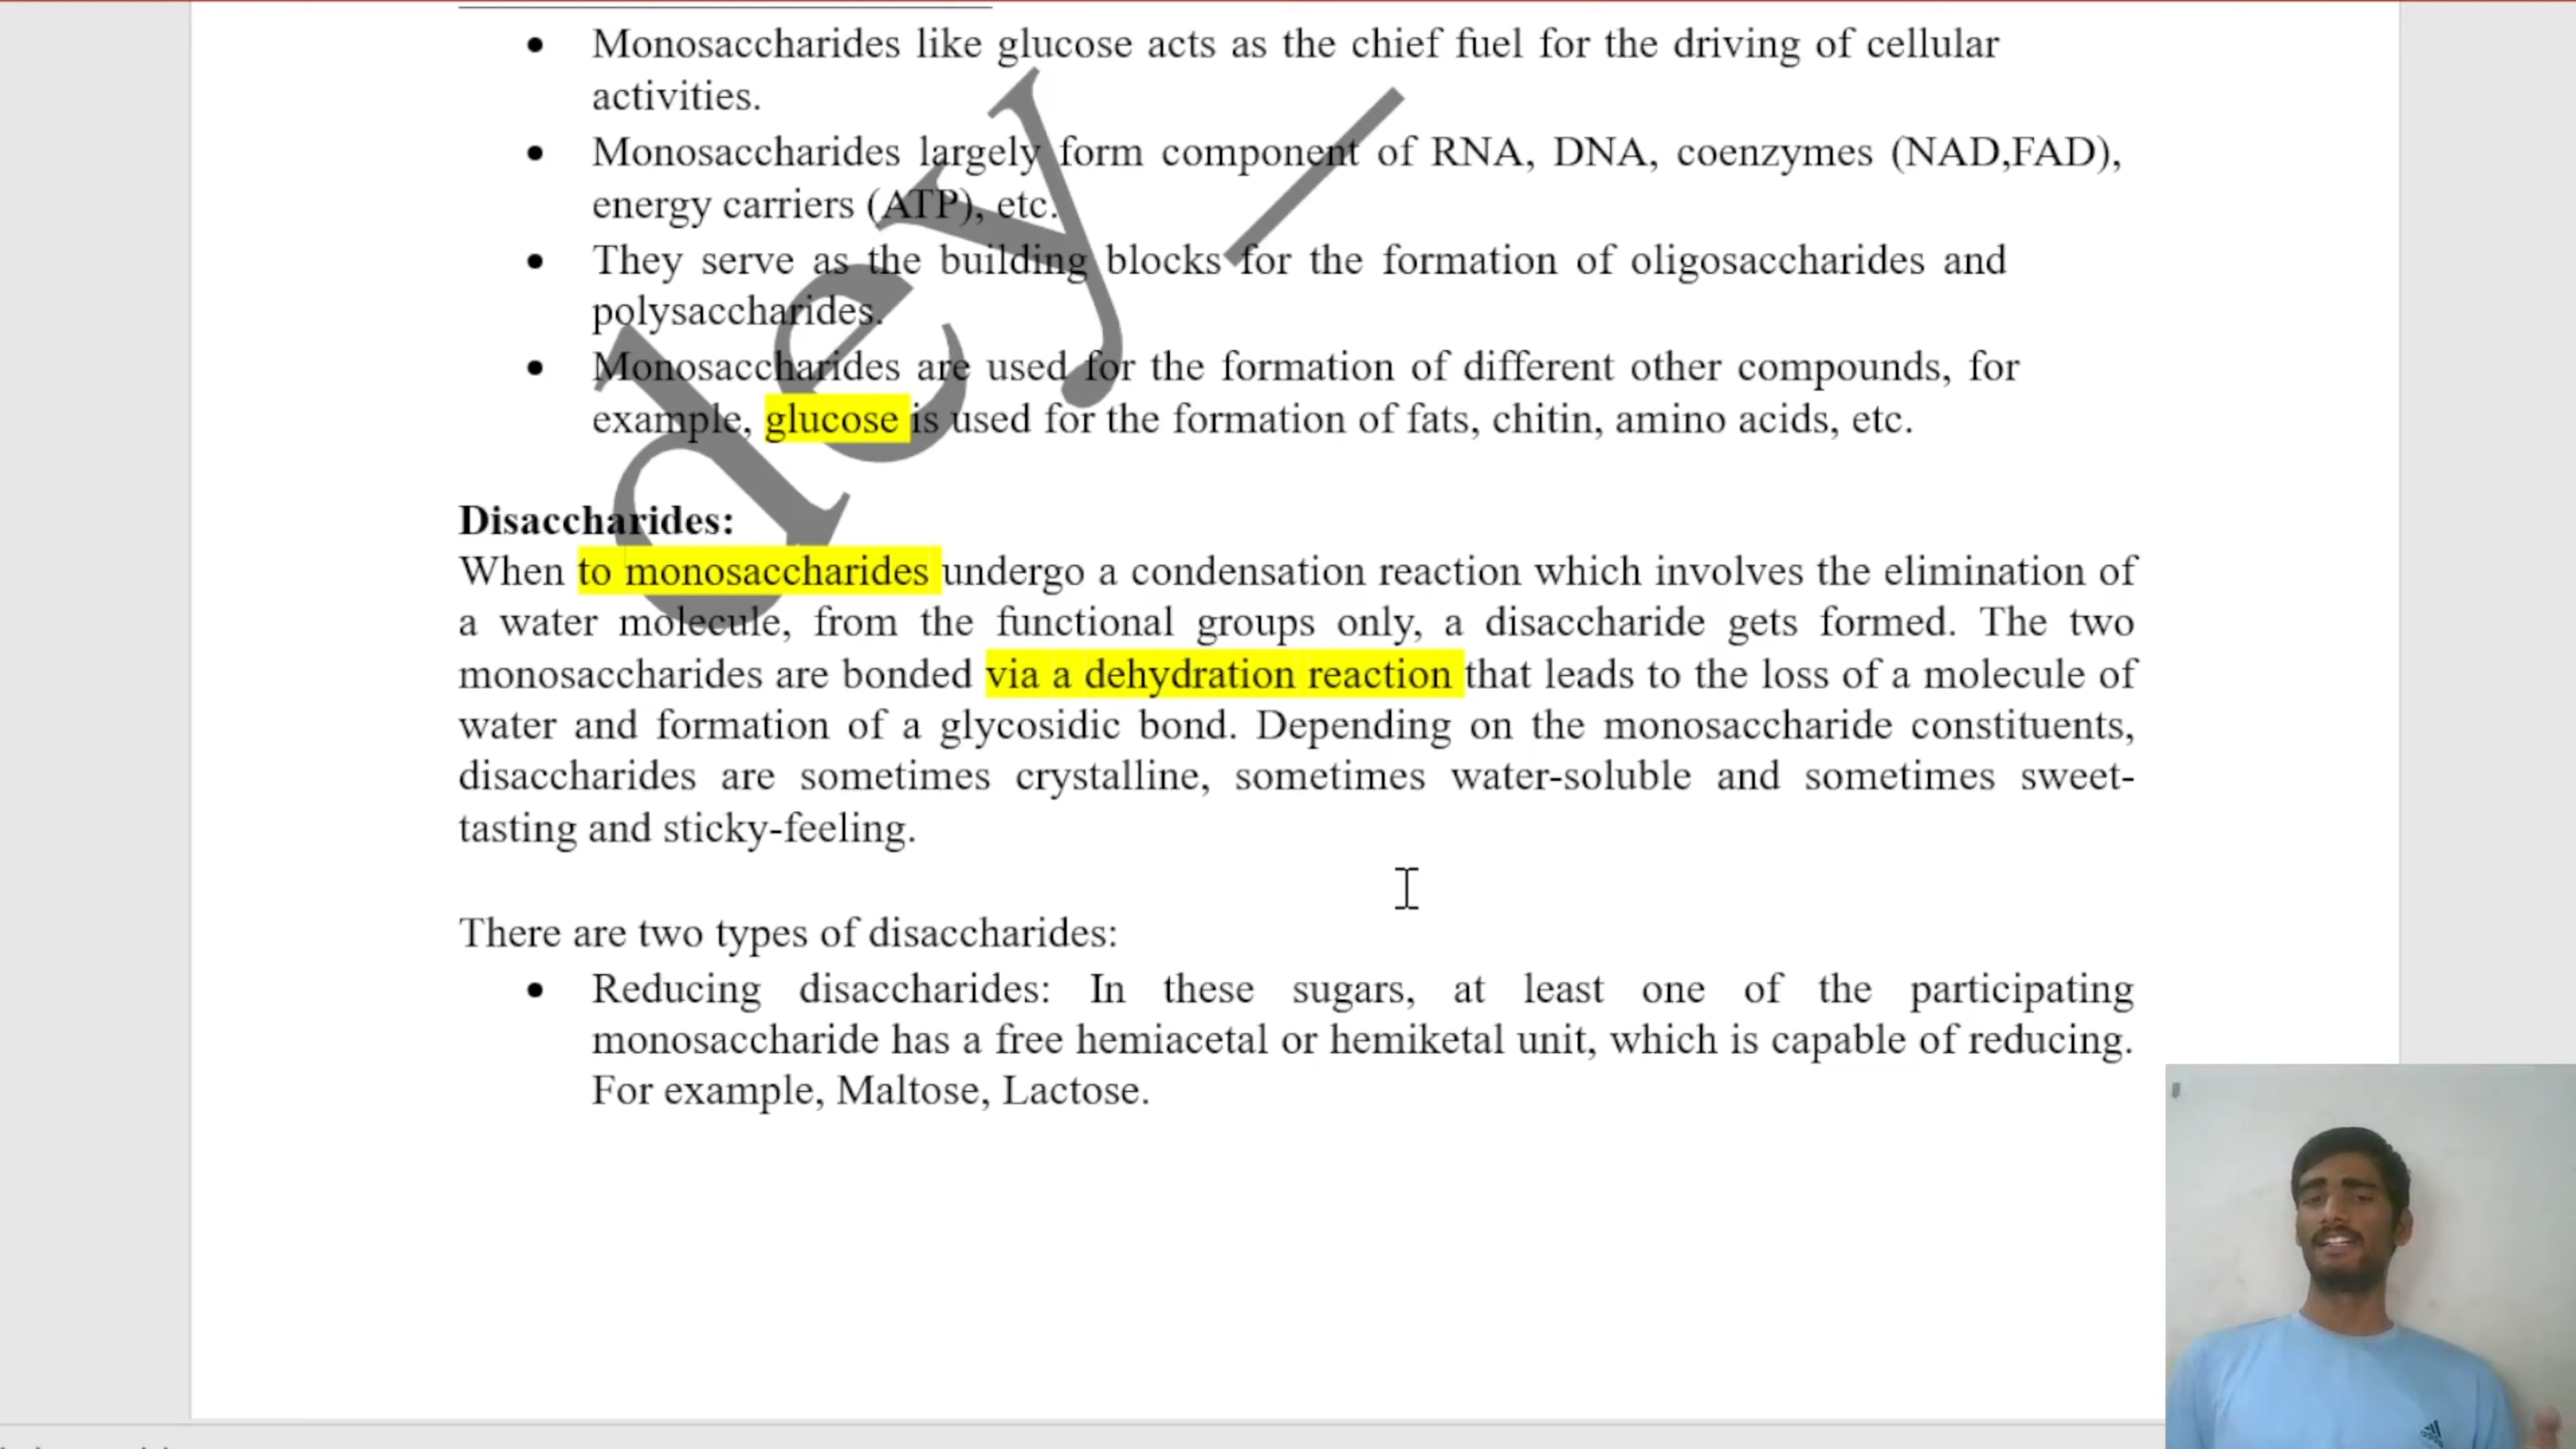 • Monosaccharides like glucose acts as the chief fuel for the driving of cellular
activities.
• Monosaccharides largely form component of RNA, DNA, coenzymes (NAD,FAD),
energy carriers (ATP), etc.
• They serve as the building blocks for the formation of oligosaccharides and
polysaccharides.
• Monosaccharides are used for the formation of different other compounds, for
example, glucose is used for the formation of fats, chitin, amino acids, etc.
Disaccharides:
When to monosaccharides undergo a condensation reaction which involves the elimination of
a water molecule, from the functional groups only, a disaccharide gets formed. The two
monosaccharides are bonded via a dehydration reaction that leads to the loss of a molecule of
water and formation of a glycosidic bond. Depending on the monosaccharide constituents,
disaccharides are sometimes crystalline, sometimes water-soluble and sometimes sweet-
tasting and sticky-feeling.
There are two types of disaccharides:
• Reducing disaccharides: In these sugars, at least one of the participating
monosaccharide has a free hemiacetal or hemiketal unit, which is capable of reducing.
For example, Maltose, Lactose.
dey_